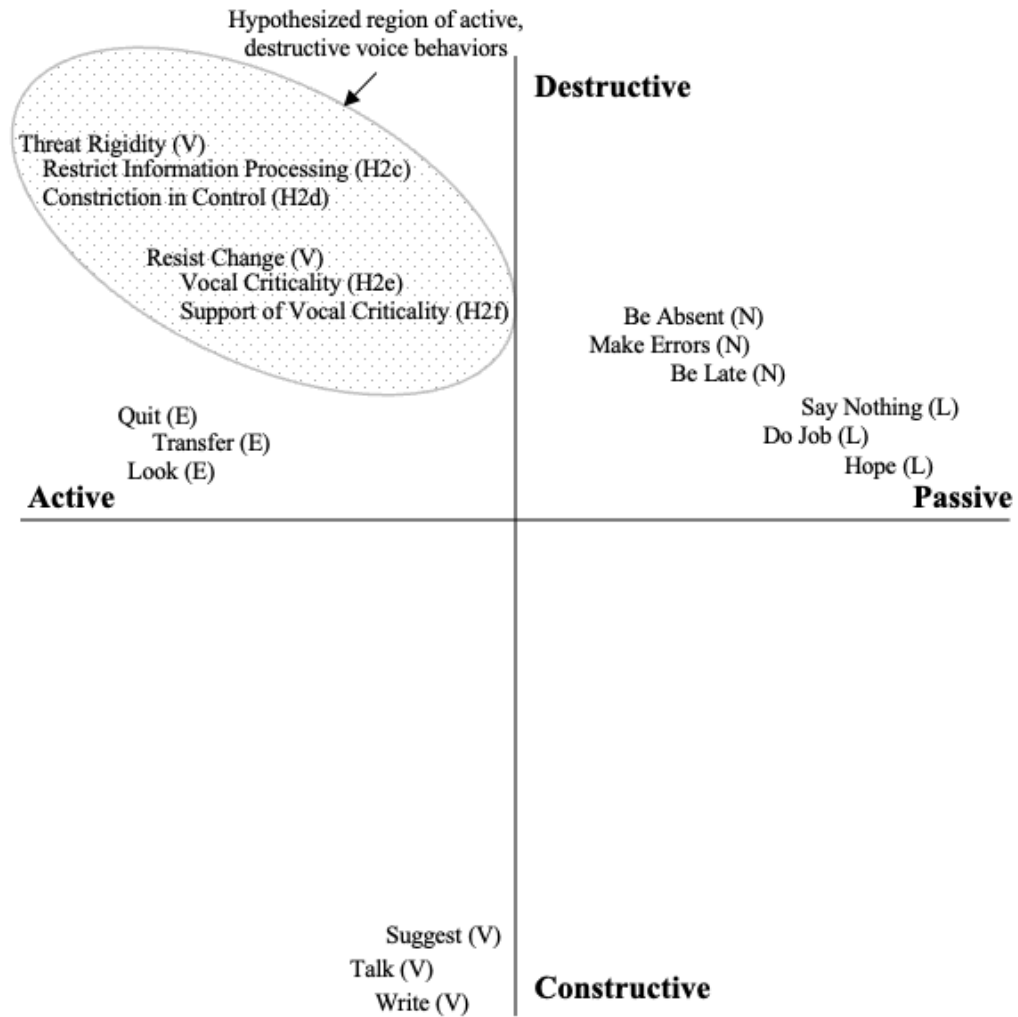 Hypothesized region of active,
destructive voice behaviors
Destructive
Threat Rigidity (V)
Restrict Information Processing (H2c)
Constriction in Control (H2d)
Resist Change (V)
Vocal Criticality (H2e)
Support of Vocal Criticality (H2f)
Be Absent (N)
Make Errors (N)
Be Late (N)
Say Nothing (L)
Do Job (L)
Hope (L)
Quit (E)
Transfer (E)
Look (E)
Active
Passive
Suggest (V)
Talk (V)
Write (V)
Constructive